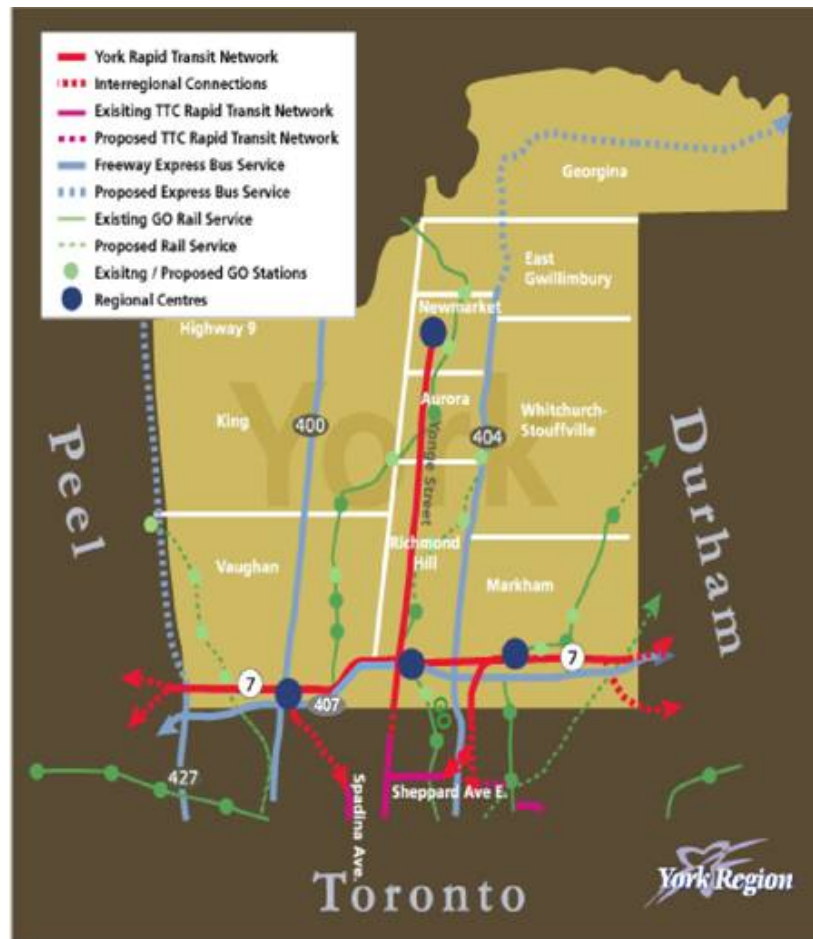 York Rapid Transit Network
Interregional Connections
Exisiting TTC Rapid Transit Network
Proposed TTC Rapid Transit Network
Freeway Express Bus Service
Proposed Express Bus Service
Existing GO Rail Service
Proposed Rail Service
Exisitng / Proposed GO Stations
Regional Centres
Georgina
East
Gwillimbury
Newmarket
Highway 9
York
King
400
Aurora
404
Whitchurch-
Stouffville
Yonge Street
Peel
Durham
Vaughan
Richmond
Hill
Markham
7
7
407
GO
427
Spadina Ave.
Sheppard Ave E.
Toronto
York Region